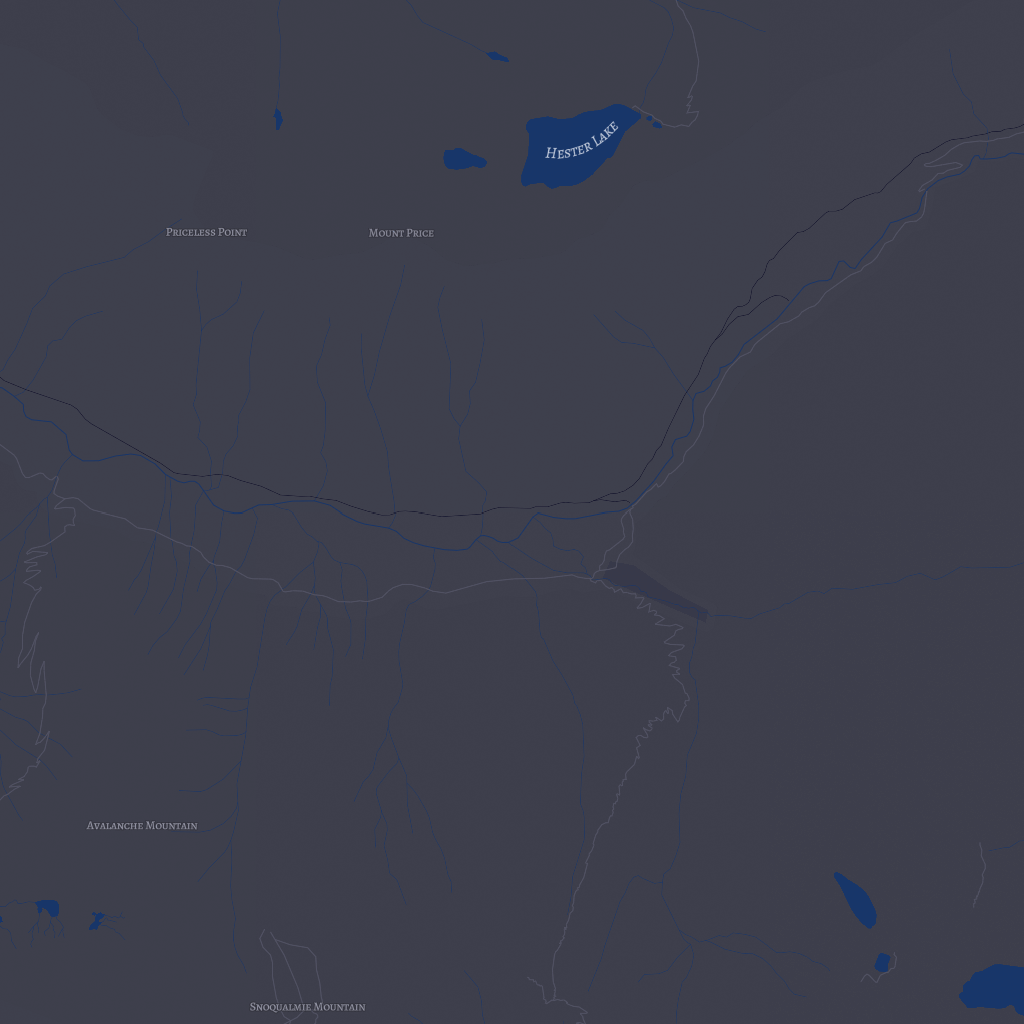 Hester Lake
Priceless Point
Mount Price
Avalanche Mountain
Snoqualmie Mountain